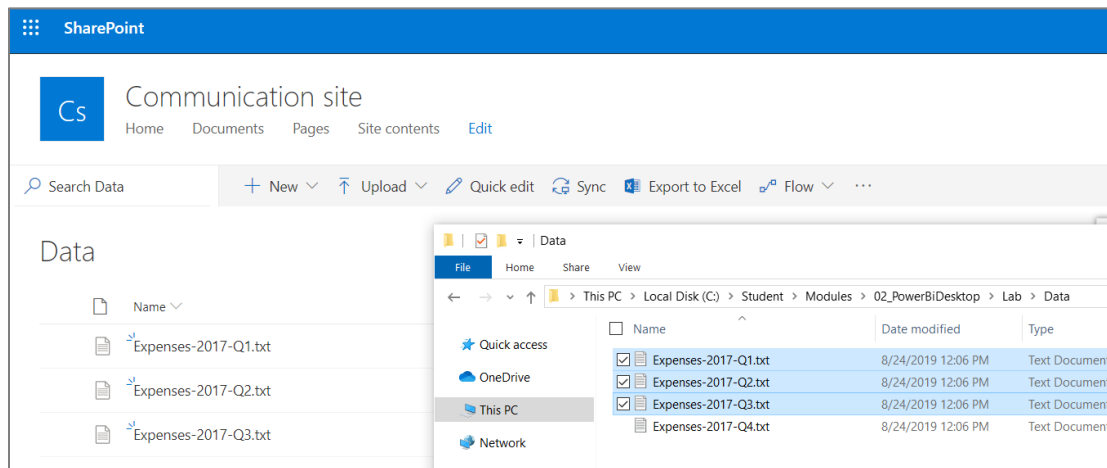 SharePoint
Cs
Communication site
Home Documents Pages Site contents Edit
Search Data
New Upload Quick edit Sync Export to Excel Flow ...
Data
Name
Expenses-2017-Q1.txt
Expenses-2017-Q2.txt
Expenses-2017-Q3.txt
Data
File Home Share View
> This PC > Local Disk (C:) > Student > Modules > 02_PowerBiDesktop > Lab > Data
Quick access
OneDrive
This PC
Network
Name Date modified Type
Expenses-2017-Q1.txt 8/24/2019 12:06 PM Text Document
Expenses-2017-Q2.txt 8/24/2019 12:06 PM Text Document
Expenses-2017-Q3.txt 8/24/2019 12:06 PM Text Document
Expenses-2017-Q4.txt 8/24/2019 12:06 PM Text Document